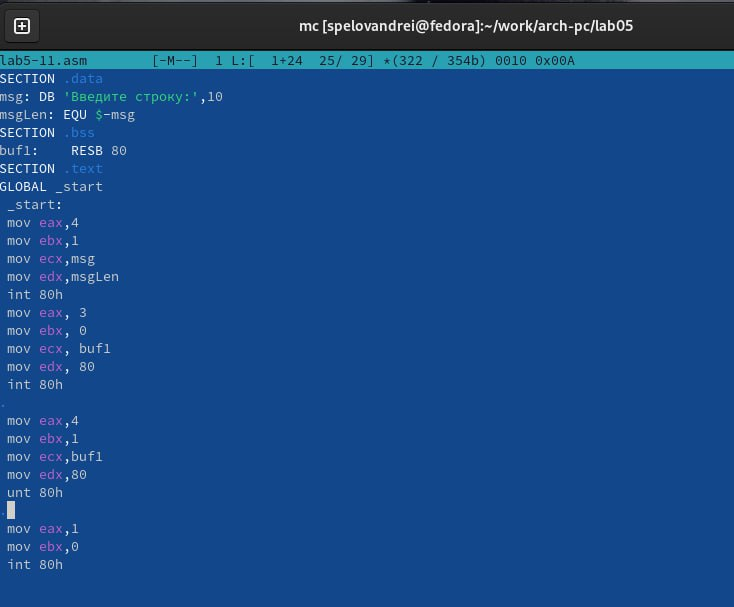 mc [spelovandrei@fedora]:~/work/arch-pc/lab05
lab5-11.asm [-M--] 1 L:[ 1+24 25/ 29] *(322 / 354b) 0010 0x00A
SECTION .data
msg: DB 'Введите строку:',10
msgLen: EQU $-msg
SECTION .bss
buf1: RESB 80
SECTION .text
GLOBAL _start
_start:
mov eax,4
mov ebx,1
mov ecx,msg
mov edx,msgLen
int 80h
mov eax, 3
mov ebx, 0
mov ecx, buf1
mov edx, 80
int 80h
.
mov eax,4
mov ebx,1
mov ecx,buf1
mov edx,80
unt 80h
.
mov eax,1
mov ebx,0
int 80h